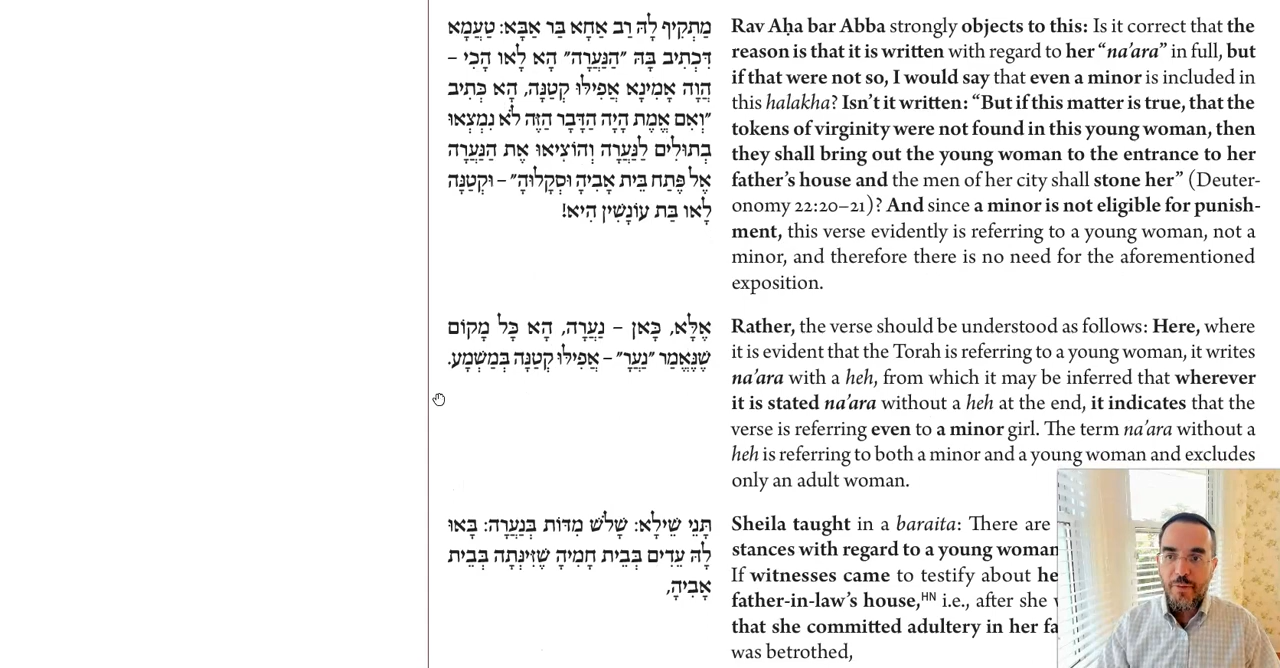 מַתְקִיף לָהּ רַב אַחָא בַּר אַבָּא: טַעֲמָא
דִּכְתִיב בָּהּ ״הַנַּעֲרָה״ הָא לָאו הָכִי –
הֲוָה אָמֵינָא אֲפִילּוּ קְטַנָּה, הָא כְּתִיב
״וְאִם אֱמֶת הָיָה הַדָּבָר הַזֶּה לֹא נִמְצְאוּ
בְתוּלִים לַנַּעֲרָה וְהוֹצִיאוּ אֶת הַנַּעֲרָה
אֶל פֶּתַח בֵּית אָבִיהָ וּסְקָלוּהָ״ – וּקְטַנָּה
לָאו בַּת עוֹנָשִׁין הִיא!
Rav Aḥa bar Abba strongly objects to this: Is it correct that the
reason is that it is written with regard to her “na’ara” in full, but
if that were not so, I would say that even a minor is included in
this halakha? Isn’t it written: “But if this matter is true, that the
tokens of virginity were not found in this young woman, then
they shall bring out the young woman to the entrance to her
father’s house and the men of her city shall stone her” (Deuter-
onomy 22:20–21)? And since a minor is not eligible for punish-
ment, this verse evidently is referring to a young woman, not a
minor, and therefore there is no need for the aforementioned
exposition.
אֶלָּא, כָּאן – נַעֲרָה, הָא כָּל מָקוֹם
שֶׁנֶּאֱמַר ״נַעֲרָ״ – אֲפִילּוּ קְטַנָּה בְּמַשְׁמָע.
Rather, the verse should be understood as follows: Here, where
it is evident that the Torah is referring to a young woman, it writes
na’ara with a heh, from which it may be inferred that wherever
it is stated na’ara without a heh at the end, it indicates that the
verse is referring even to a minor girl. The term na’ara without a
heh is referring to both a minor and a young woman and excludes
only an adult woman.
תָּנֵי שֵׁילָא: שָׁלֹשׁ מִדּוֹת בְּנַעֲרָה: בָּאוּ
לָהּ עֵדִים בְּבֵית חָמִיהָ שֶׁזִּינְּתָה בְּבֵית
אָבִיהָ,
Sheila taught in a baraita: There are
stances with regard to a young woman
If witnesses came to testify about he
father-in-law’s house,HN i.e., after she
that she committed adultery in her fa
was betrothed,